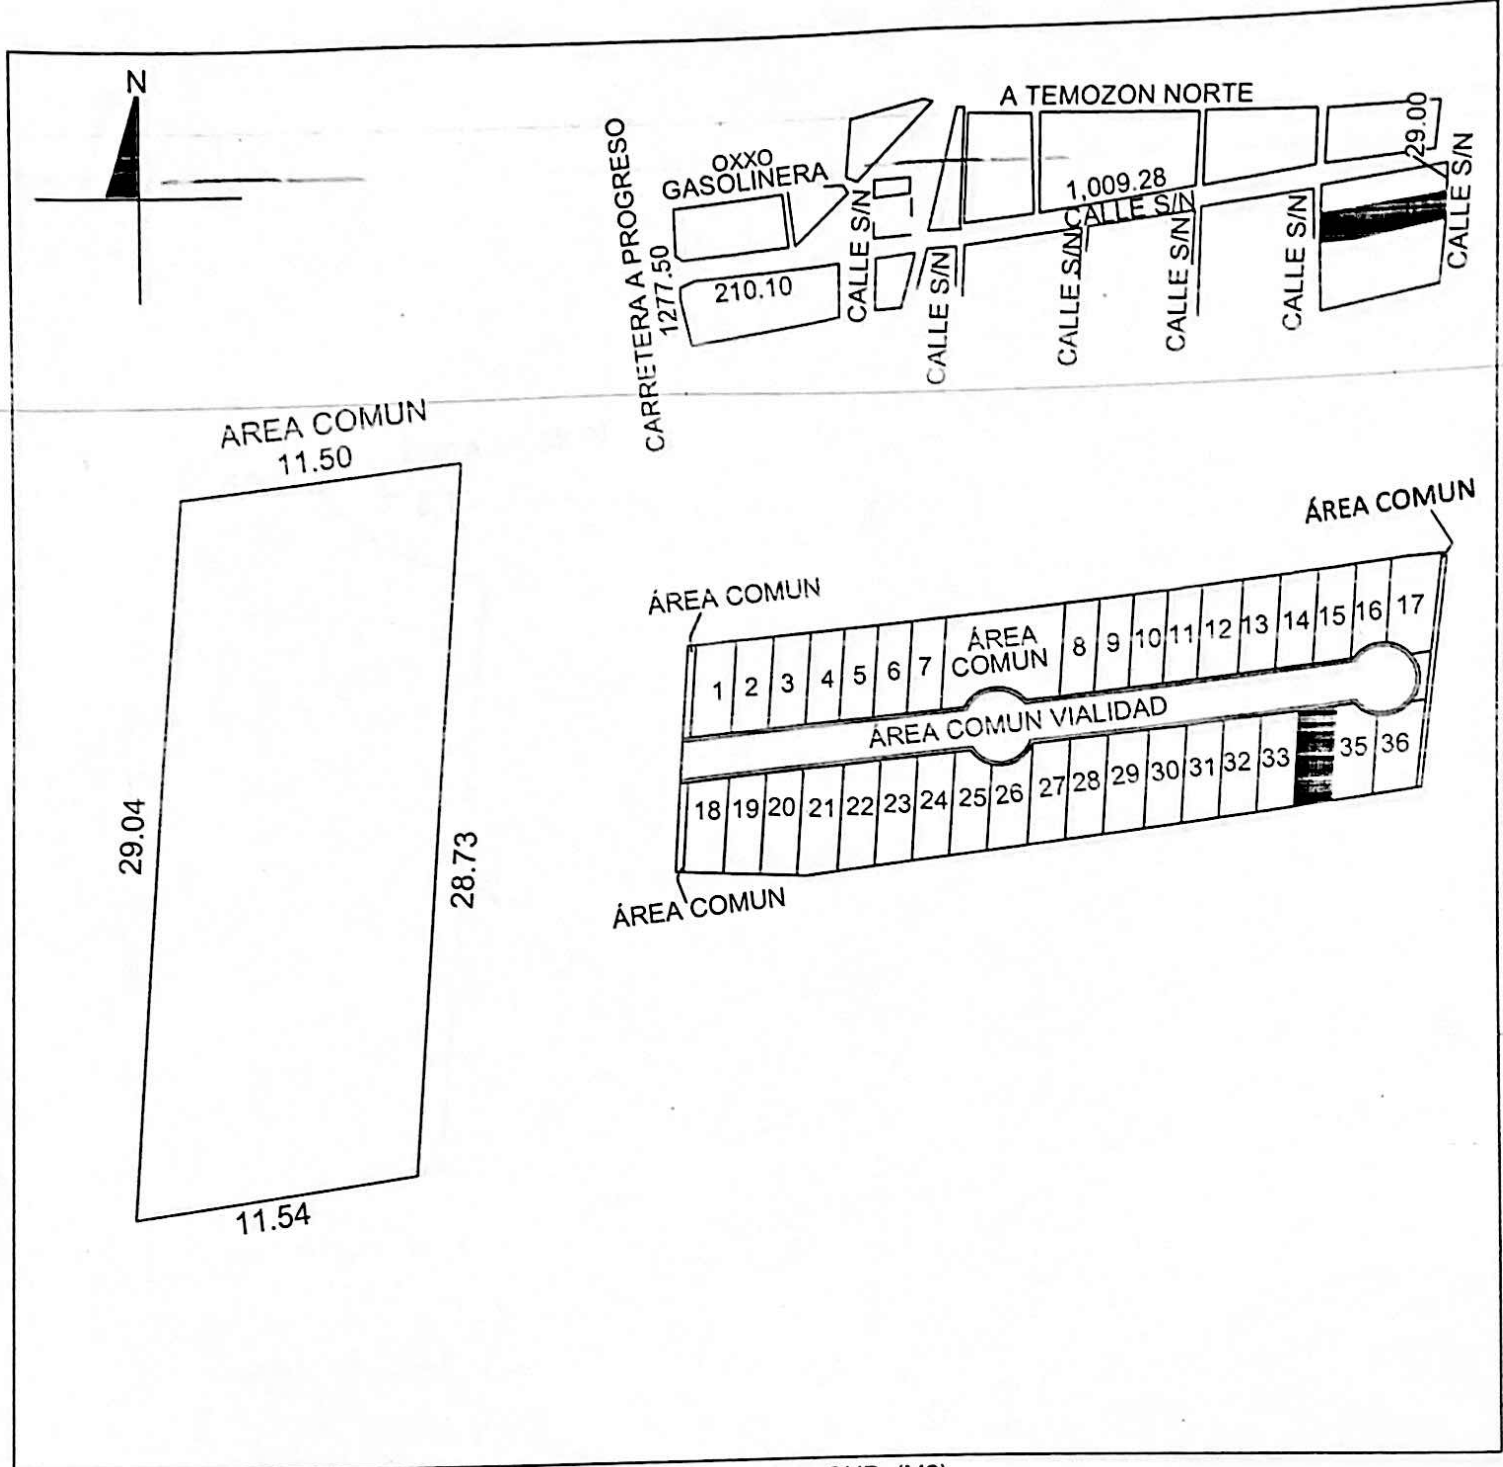 N
A TEMOZON NORTE
OXXO
GASOLINERA
CARRETERA A PROGRESO
1277.50
210.10
CALLE S/N
CALLE S/N
1,009.28
CALLE S/N
CALLE S/N
CALLE S/N
CALLE S/N
29.00
CALLE S/N
AREA COMUN
11.50
29.04
28.73
11.54
ÁREA COMUN
ÁREA COMUN
1 2 3 4 5 6 7
ÁREA
COMUN
8 9 10 11 12 13 14 15 16 17
ÁREA COMUN VIALIDAD
18 19 20 21 22 23 24 25 26 27 28 29 30 31 32 33 35 36
ÁREA COMUN